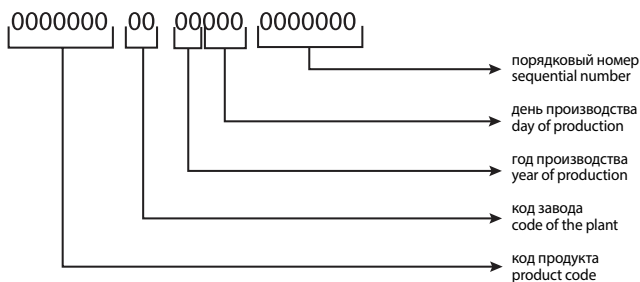 0000000 00 00000 0000000
порядковый номер
sequential number
день производства
day of production
год производства
year of production
код завода
code of the plant
код продукта
product code